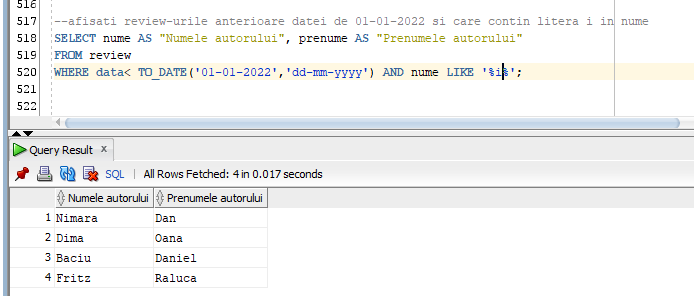 516
517 --afisati review-urile anterioare datei de 01-01-2022 si care contin litera i in nume
518 SELECT nume AS "Numele autorului", prenume AS "Prenumele autorului"
519 FROM review
520 WHERE data< TO_DATE('01-01-2022','dd-mm-yyyy') AND nume LIKE '%i%';
521
522
Query Result x
SQL | All Rows Fetched: 4 in 0.017 seconds
Numele autorului Prenumele autorului
1 Nimara Dan
2 Dima Oana
3 Baciu Daniel
4 Fritz Raluca